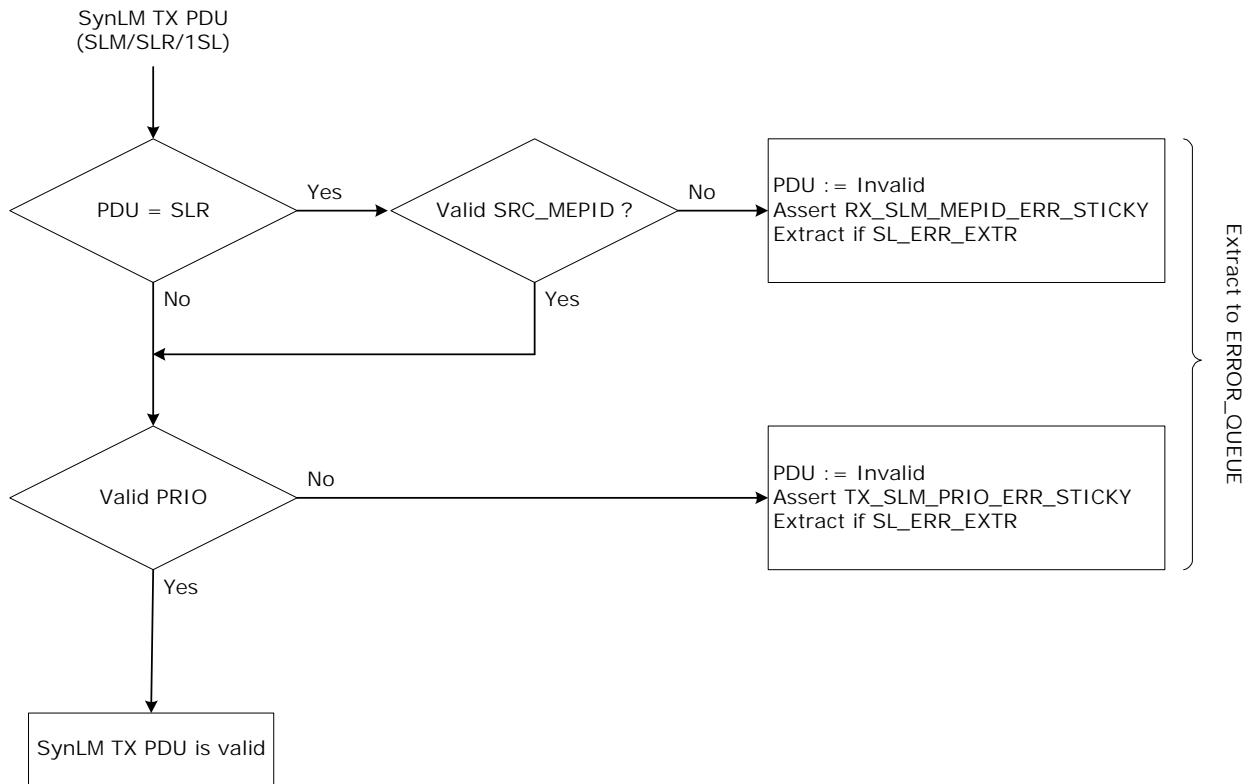 SynLM TX PDU
(SLM/SLR/1SL)
PDU = SLR
Yes
Valid SRC_MEPID ?
No
PDU := Invalid
Assert RX_SLM_MEPID_ERR_STICKY
Extract if SL_ERR_EXTR
No
Yes
Extract to ERROR_QUEUE
Valid PRIO
No
PDU := Invalid
Assert TX_SLM_PRIO_ERR_STICKY
Extract if SL_ERR_EXTR
Yes
SynLM TX PDU is valid